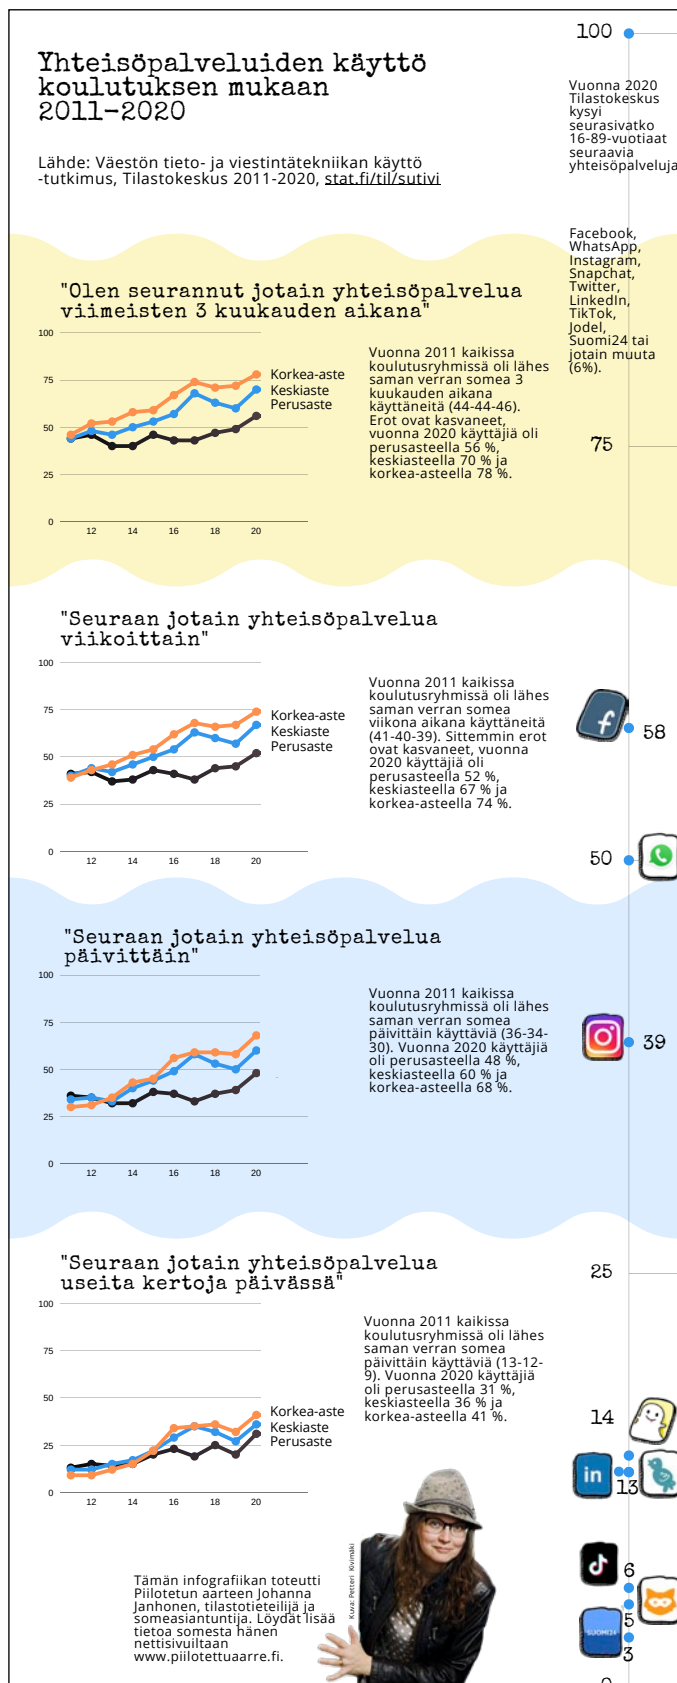 Yhteisöpalveluiden käyttö
koulutuksen mukaan
2011-2020
Lähde: Väestön tieto- ja viestintätekniikan käyttö
-tutkimus, Tilastokeskus 2011-2020, stat.fi/til/sutivi
100
Vuonna 2020
Tilastokeskus
kysyi
seurasivatko
16-89-vuotiaat
seuraavia
yhteisöpalveluja
Facebook,
WhatsApp,
Instagram,
Snapchat,
Twitter,
LinkedIn,
TikTok,
Jodel,
Suomi24 tai
jotain muuta
(6%).
"Olen seurannut jotain yhteisöpalvelua
viimeisten 3 kuukauden aikana"
100
75
50
25
0
12 14 16 18 20
Korkea-aste
Keskiaste
Perusaste
Vuonna 2011 kaikissa
koulutusryhmissä oli lähes
saman verran somea 3
kuukauden aikana
käyttäneitä (44-44-46).
Erot ovat kasvaneet,
vuonna 2020 käyttäjiä oli
perusasteella 56 %,
keskiasteella 70 % ja
korkea-asteella 78 %.
75
"Seuraan jotain yhteisöpalvelua
viikoittain"
100
75
50
25
0
12 14 16 18 20
Korkea-aste
Keskiaste
Perusaste
Vuonna 2011 kaikissa
koulutusryhmissä oli lähes
saman verran somea
viikona aikana käyttäneitä
(41-40-39). Sittemmin erot
ovat kasvaneet, vuonna
2020 käyttäjiä oli
perusasteella 52 %,
keskiasteella 67 % ja
korkea-asteella 74 %.
58
50
"Seuraan jotain yhteisöpalvelua
päivittäin"
100
75
50
25
0
12 14 16 18 20
Vuonna 2011 kaikissa
koulutusryhmissä oli lähes
saman verran somea
päivittäin käyttäviä (36-34-
30). Vuonna 2020 käyttäjiä
oli perusasteella 48 %,
keskiasteella 60 % ja
korkea-asteella 68 %.
39
"Seuraan jotain yhteisöpalvelua
useita kertoja päivässä"
100
75
50
25
0
12 14 16 18 20
Korkea-aste
Keskiaste
Perusaste
Vuonna 2011 kaikissa
koulutusryhmissä oli lähes
saman verran somea
päivittäin käyttäviä (13-12-
9). Vuonna 2020 käyttäjiä
oli perusasteella 31 %,
keskiasteella 36 % ja
korkea-asteella 41 %.
25
14
in
13
6
5
SUOMI24
3
Kuva: Petteri Kivimäki
Tämän infografiikan toteutti
Piilotetun aarteen Johanna
Janhonen, tilastotieteilijä ja
someasiantuntija. Löydät lisää
tietoa somesta hänen
nettisivuiltaan
www.piilotettuaarre.fi.